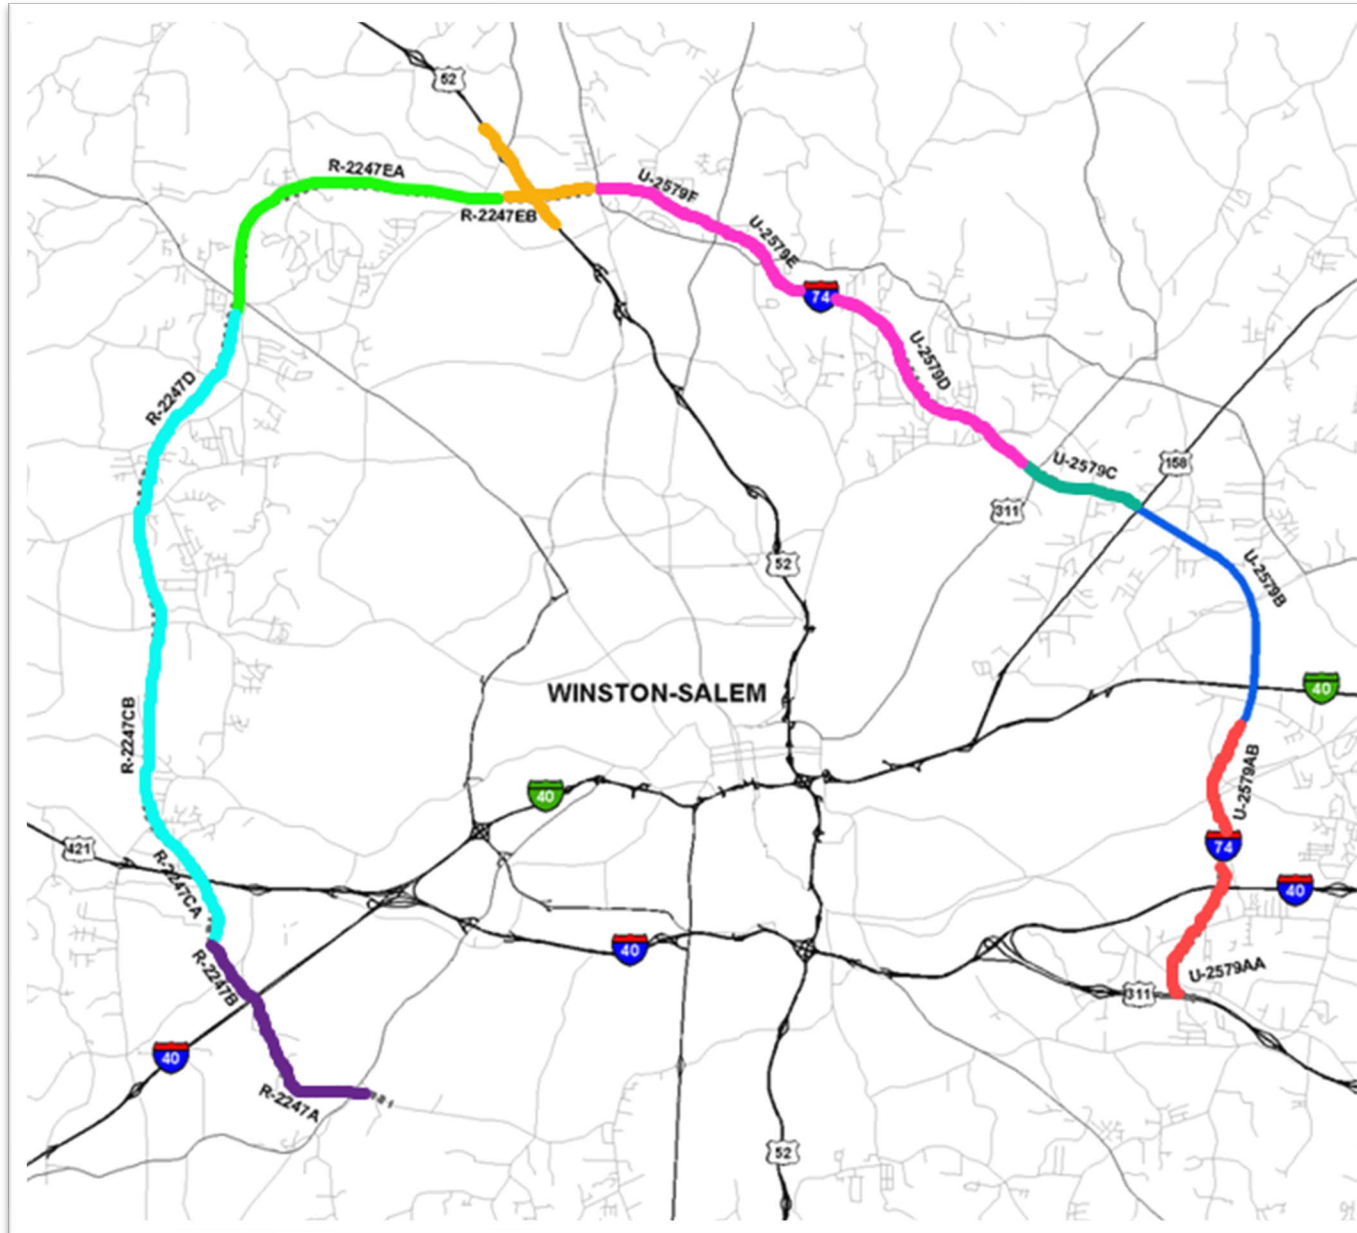 52
R-2247EA
U-2579F
R-2247EB
U-2579E
74
U-2579D
R-2247D
U-2579C
158
311
52
U-2579B
WINSTON-SALEM
40
R-2247CB
U-2579AB
40
74
421
R-2247CA
40
40
R-2247B
U-2579AA
311
40
R-2247A
52